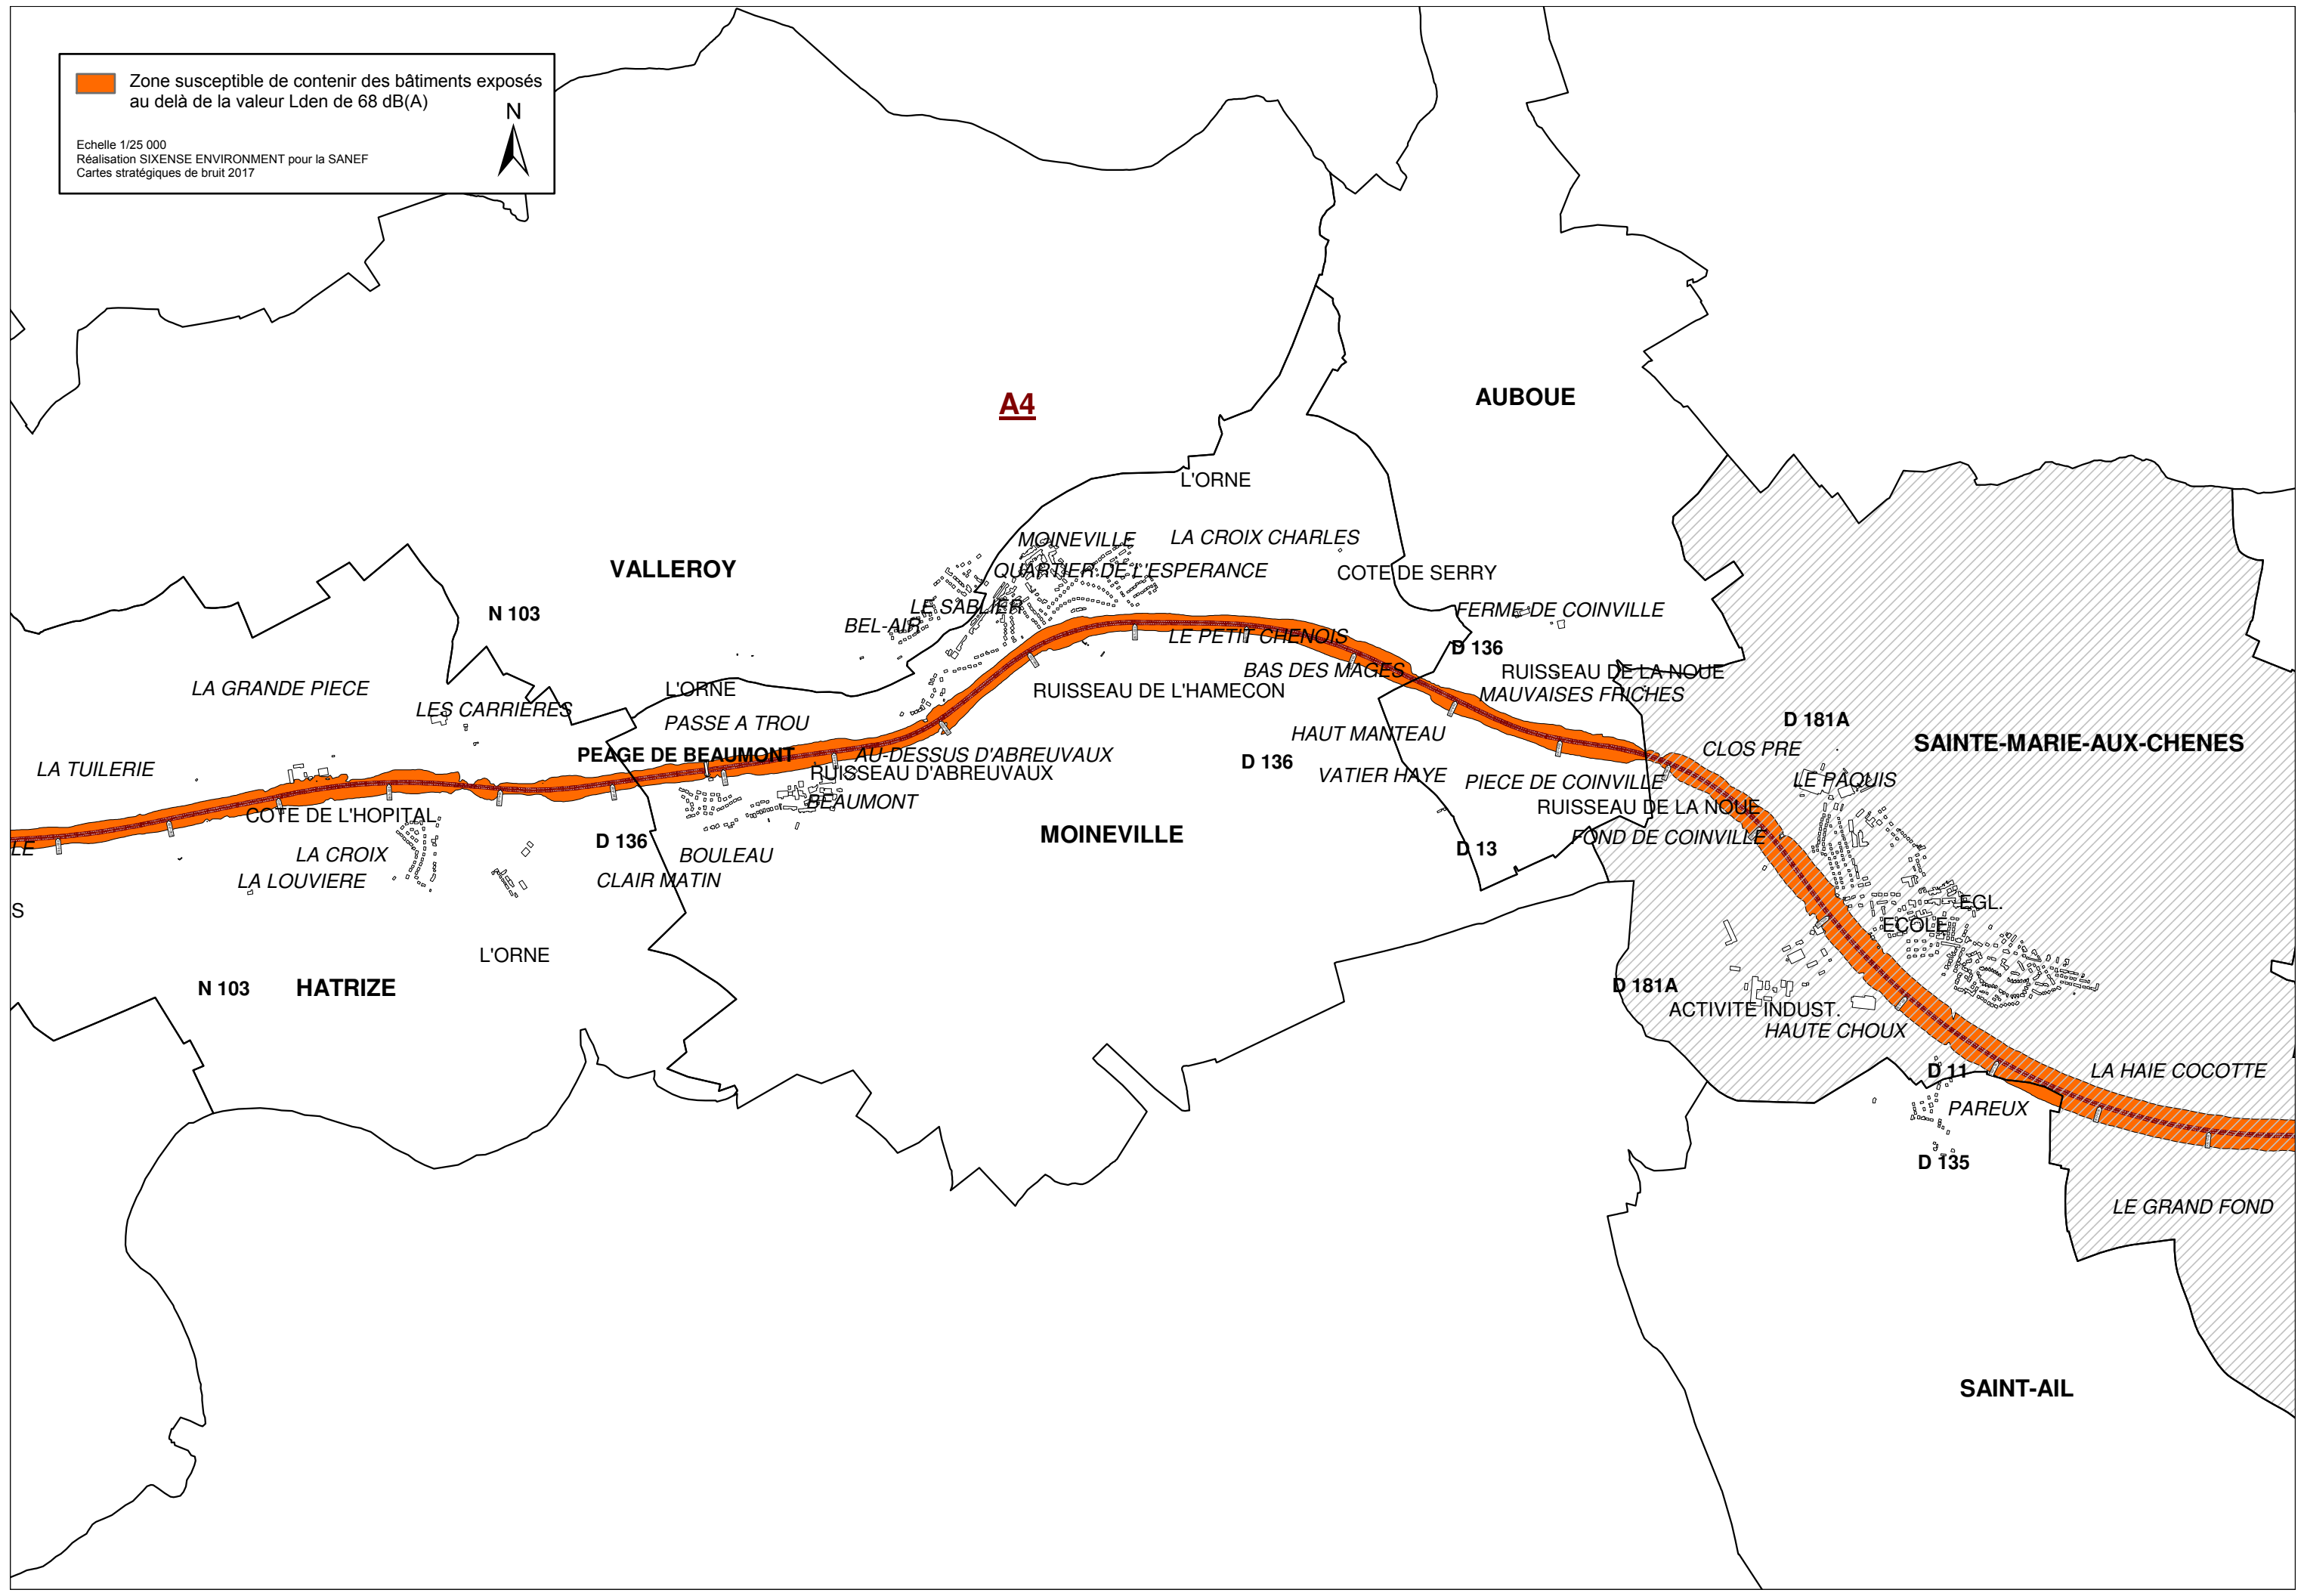 Zone susceptible de contenir des bâtiments exposés
au delà de la valeur Lden de 68 dB(A)
N
Echelle 1/25 000
Réalisation SIXENSE ENVIRONMENT pour la SANEF
Cartes stratégiques de bruit 2017
A4
AUBOUE
L'ORNE
MOINEVILLE
LA CROIX CHARLES
VALLEROY
QUARTIER DE L'ESPERANCE
COTE DE SERRY
N 103
LE SABLIER
FERME DE COINVILLE
BEL-AIR
LE PETIT CHENOIS
D 136
BAS DES MAGES
RUISSEAU DE LA NOUE
LA GRANDE PIECE
L'ORNE
RUISSEAU DE L'HAMECON
MAUVAISES FRICHES
LES CARRIERES
PASSE A TROU
D 181A
HAUT MANTEAU
SAINTE-MARIE-AUX-CHENES
CLOS PRE
PEAGE DE BEAUMONT
AU-DESSUS D'ABREUVAUX
D 136
LA TUILERIE
RUISSEAU D'ABREUVAUX
VATIER HAYE
PIECE DE COINVILLE
LE PAQUIS
BEAUMONT
RUISSEAU DE LA NOUE
COTE DE L'HOPITAL
MOINEVILLE
FOND DE COINVILLE
D 136
LE
D 13
LA CROIX
BOULEAU
LA LOUVIERE
CLAIR MATIN
EGL.
S
ECOLE
L'ORNE
D 181A
N 103
HATRIZE
ACTIVITE INDUST.
HAUTE CHOUX
D 11
LA HAIE COCOTTE
PAREUX
D 135
LE GRAND FOND
SAINT-AIL